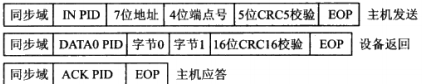 同步域 IN PID 7位地址 4位端点号 5位CRC5校验 EOP 主机发送
同步域 DATA0 PID 字节0 字节1 16位CRC16校验 EOP 设备返回
同步域 ACK PID EOP 主机应答